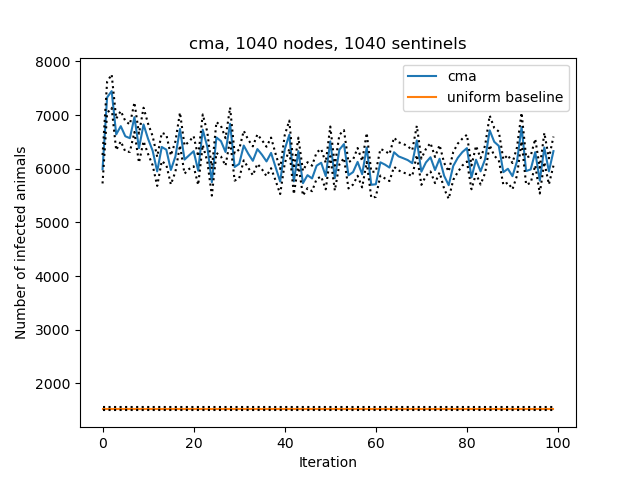 cma, 1040 nodes, 1040 sentinels
cma
uniform baseline
8000
7000
6000
5000
4000
3000
2000
Number of infected animals
0
20
40
60
80
100
Iteration